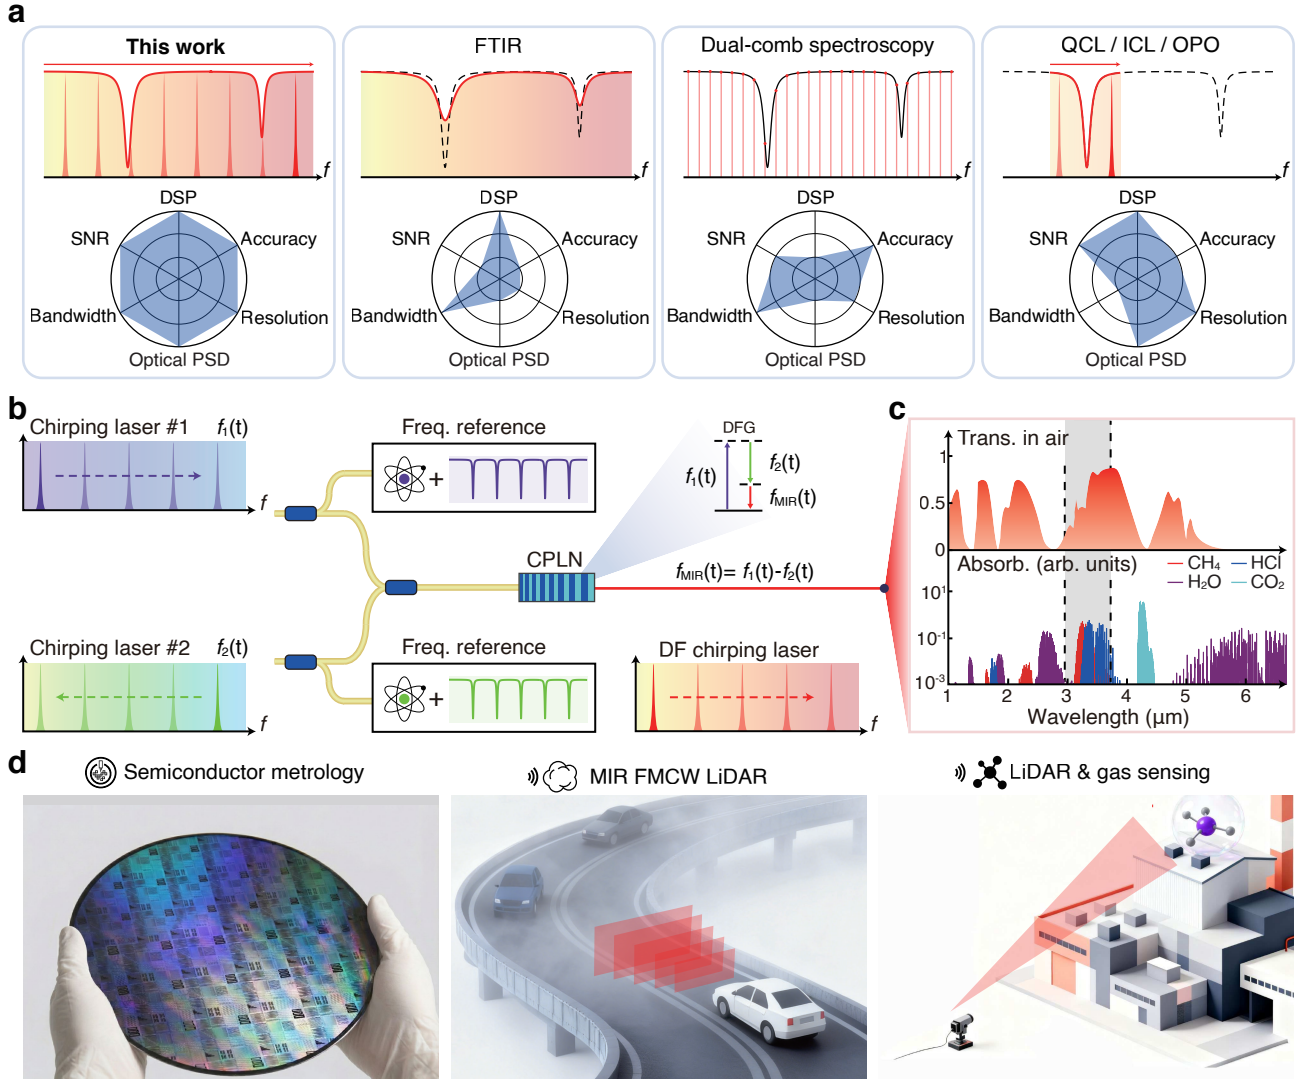 a
This work
FTIR
Dual-comb spectroscopy
QCL / ICL / OPO
f
f
f
f
DSP
SNR
Accuracy
Bandwidth
Resolution
Optical PSD
DSP
SNR
Accuracy
Bandwidth
Resolution
Optical PSD
DSP
SNR
Accuracy
Bandwidth
Resolution
Optical PSD
DSP
SNR
Accuracy
Bandwidth
Resolution
Optical PSD
b
Chirping laser #1
f₁(t)
f
Freq. reference
+
DFG
f₁(t)
f₂(t)
fMIR(t)
CPLN
fMIR(t)= f₁(t)-f₂(t)
Chirping laser #2
f₂(t)
f
Freq. reference
+
DF chirping laser
f
c
Trans. in air
1
0.5
0
Absorb. (arb. units)
CH₄
HCl
H₂O
CO₂
10¹
10⁻¹
10⁻³
1 2 3 4 5 6
Wavelength (μm)
d
Semiconductor metrology
MIR FMCW LiDAR
LiDAR & gas sensing